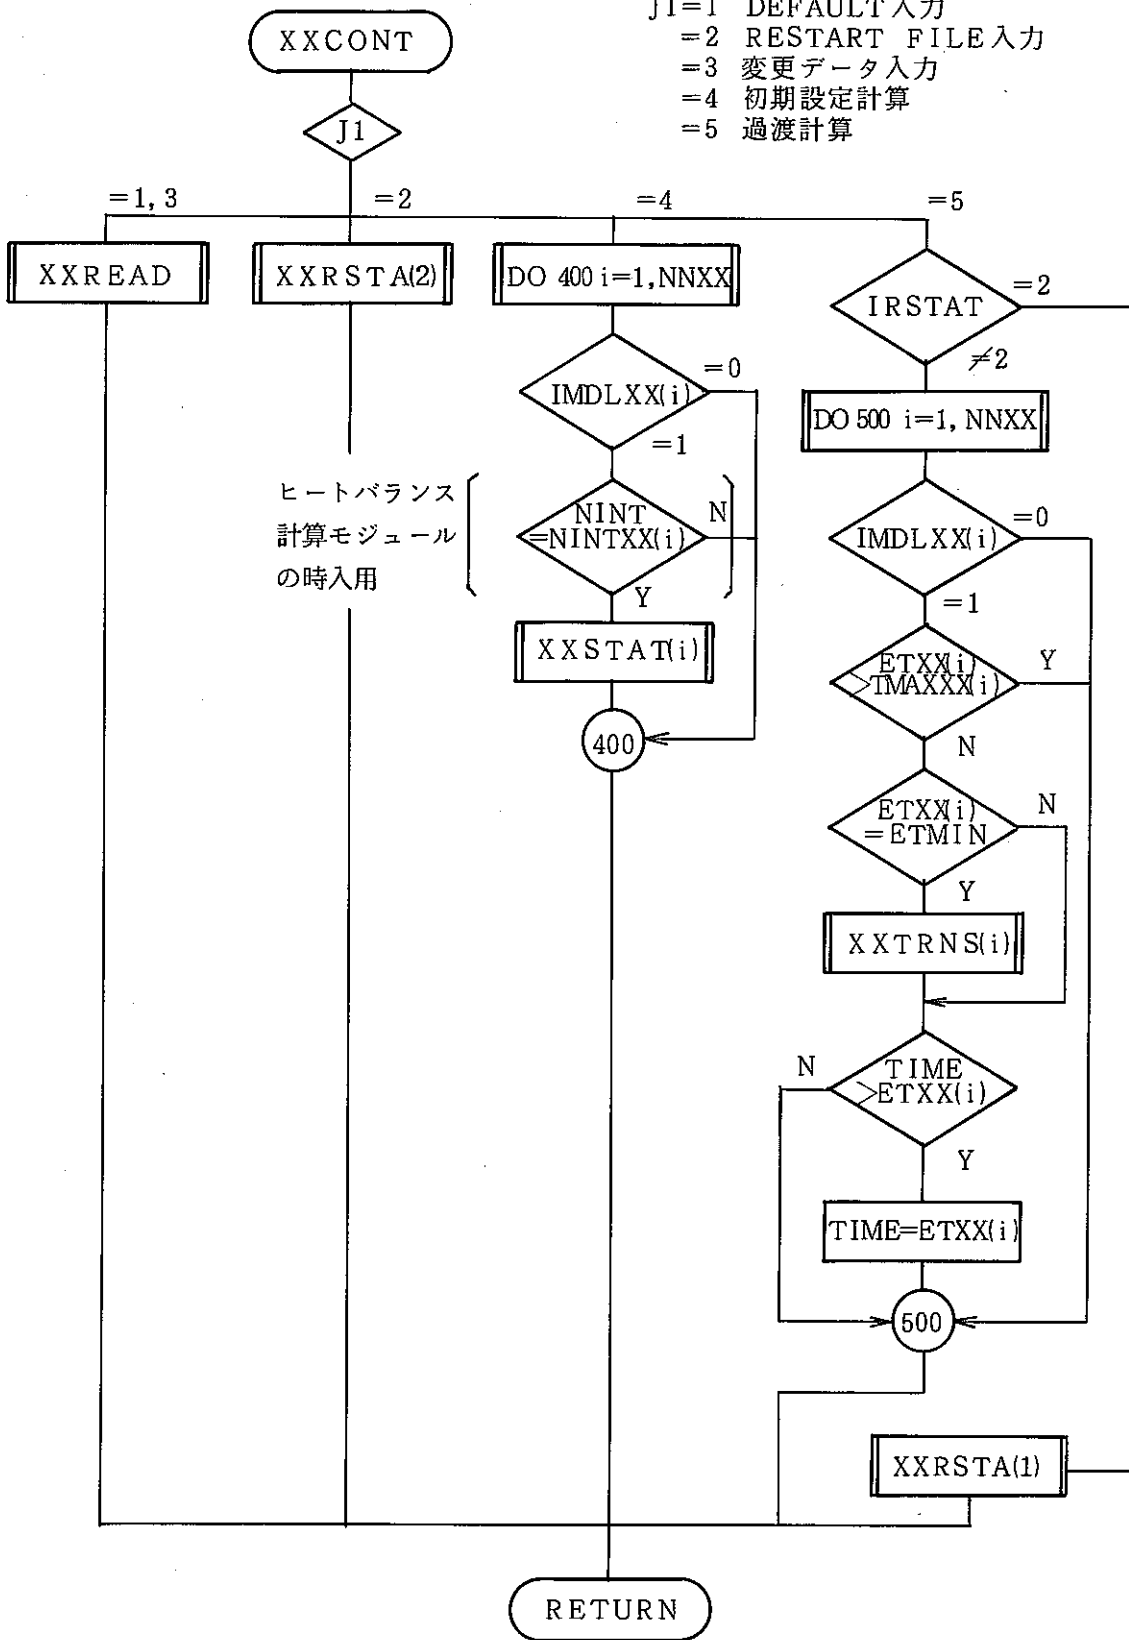 J1=1 DEFAULT入力
=2 RESTART FILE入力
=3 変更データ入力
=4 初期設定計算
=5 過渡計算
XXCONT
J1
=1, 3
=2
=4
=5
XXREAD
XXRSTA(2)
DO 400 i=1, NNXX
IRSTAT
=2
≠2
IMDLXX(i)
=0
=1
DO 500 i=1, NNXX
ヒートバランス
計算モジュール
の時入用
NINT
=NINTXX(i)
N
Y
XXSTAT(i)
400
IMDLXX(i)
=0
=1
ETXX(i)
>TMAXXX(i)
Y
N
ETXX(i)
=ETMIN
N
Y
XXTRNS(i)
TIME
>ETXX(i)
N
Y
TIME=ETXX(i)
500
XXRSTA(1)
RETURN